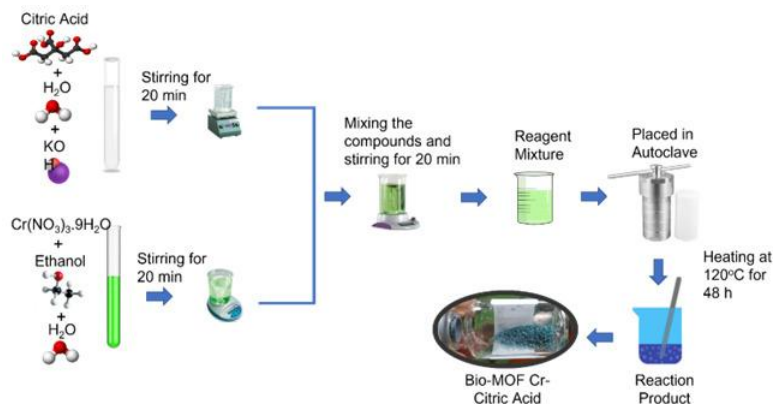 Citric Acid
+
H₂O
+
KO
H
Stirring for
20 min
Cr(NO₃)₃.9H₂O
+
Ethanol
+
H₂O
Stirring for
20 min
Mixing the
compounds and
stirring for 20 min
Reagent
Mixture
Placed in
Autoclave
Heating at
120°C for
48 h
Reaction
Product
Bio-MOF Cr-
Citric Acid